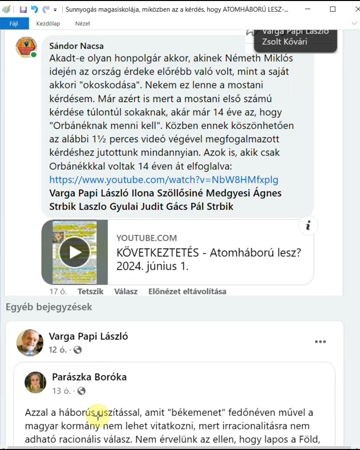 Sunnyogás magasiskolája, miközben az a kérdés, hogy ATOMHÁBORÚ LESZ-...
Fájl Kezdőlap Nézet
Varga Papi László
Zsolt Kővári
Sándor Nacsa
Akadt-e olyan honpolgár akkor, akinek Németh Miklós
idején az ország érdeke előrébb való volt, mint a saját
akkori "okoskodása". Nekem ez lenne a mostani
kérdésem. Már azért is mert a mostani első számú
kérdése túlontúl sokaknak, akár már 14 éve az, hogy
"Orbánéknak menni kell". Közben ennek köszönhetően
az alábbi 1½ perces videó végével megfogalmazott
kérdéshez jutottunk mindannyian. Azok is, akik csak
Orbánékkkal voltak 14 éven át elfoglalva:
https://www.youtube.com/watch?v=NbW8HMfxplg
Varga Papi László Ilona Szöllősiné Medgyesi Ágnes
Strbik Laszlo Gyulai Judit Gács Pál Strbik
YOUTUBE.COM
KÖVETKEZTETÉS - Atomháború lesz?
2024. június 1.
17 ó. Tetszik Válasz Előnézet eltávolítása
Egyéb bejegyzések
Varga Papi László
12 ó.
Parászka Boróka
13 ó.
Azzal a háborús uszítással, amit "békemenet" fedőnéven művel a
magyar kormány nem lehet vitatkozni, mert irracionalitásra nem
adható racionális válasz. Nem érvelünk az ellen, hogy lapos a Föld,